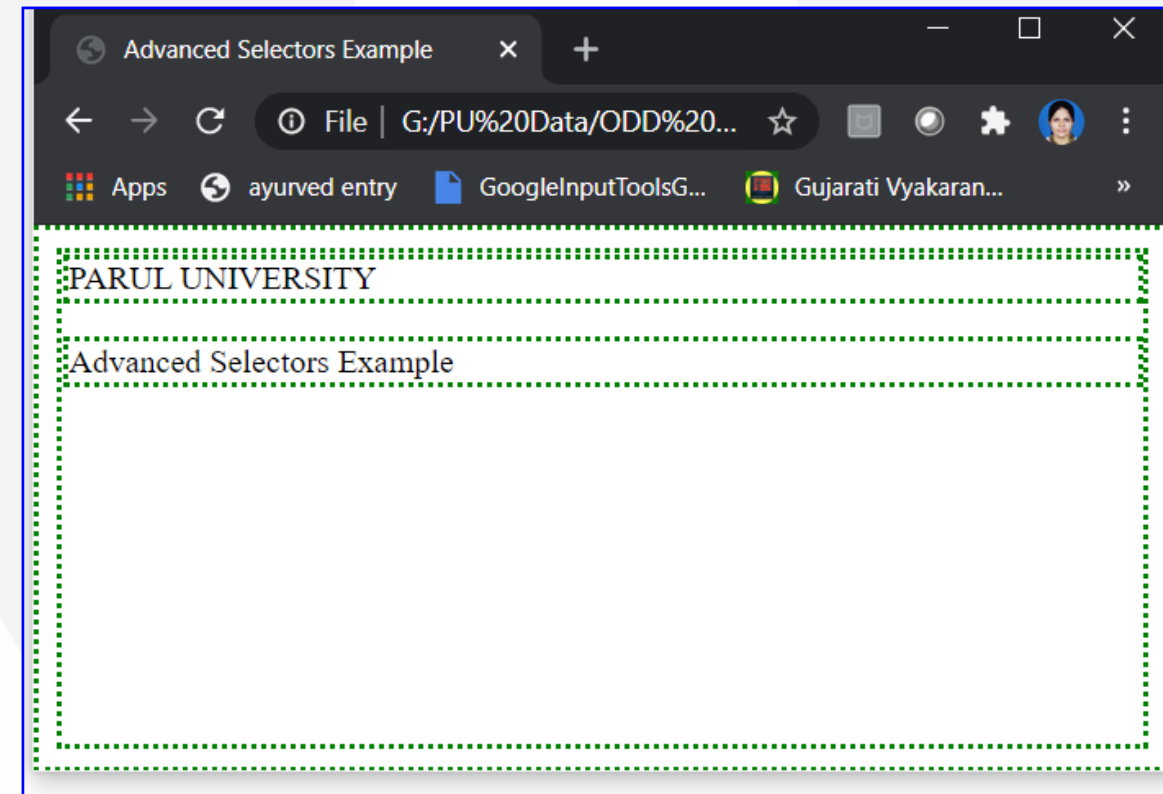 Advanced Selectors Example
File | G:/PU%20Data/ODD%20...
Apps ayurved entry GoogleInputToolsG... Gujarati Vyakaran... »
PARUL UNIVERSITY
Advanced Selectors Example